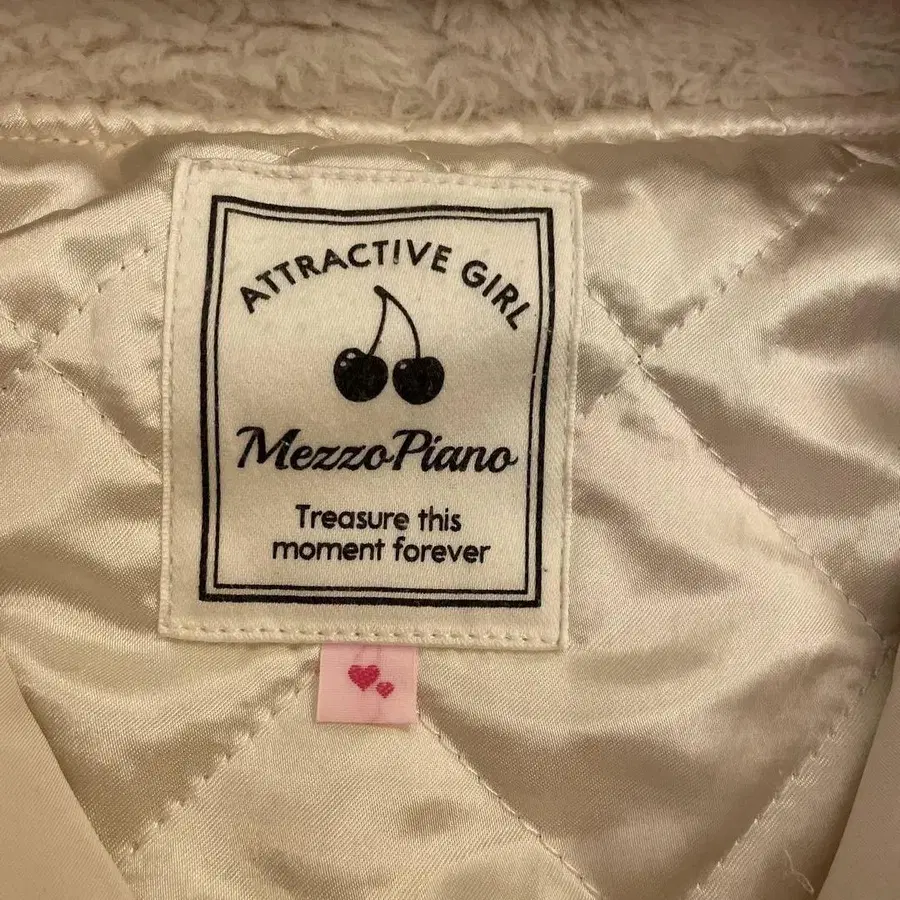 ATTRACTIVE GIRL
MezzoPiano
Treasure this
moment forever